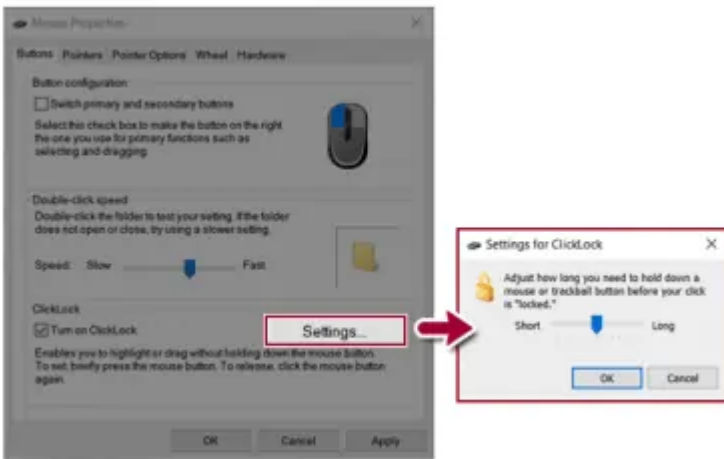 Mouse Properties
Buttons Pointers Pointer Options Wheel Hardware
Button configuration
Switch primary and secondary buttons
Select this check box to make the button on the right
the one you use for primary functions such as
selecting and dragging.
Double-click speed
Double-click the folder to test your setting. If the folder
does not open or close, try using a slower setting.
Speed: Slow Fast
ClickLock
Turn on ClickLock
Settings...
Enables you to highlight or drag without holding down the mouse button.
To set, briefly press the mouse button. To release, click the mouse button
again.
OK Cancel Apply
Settings for ClickLock
Adjust how long you need to hold down a
mouse or trackball button before your click
is "locked."
Short Long
OK Cancel